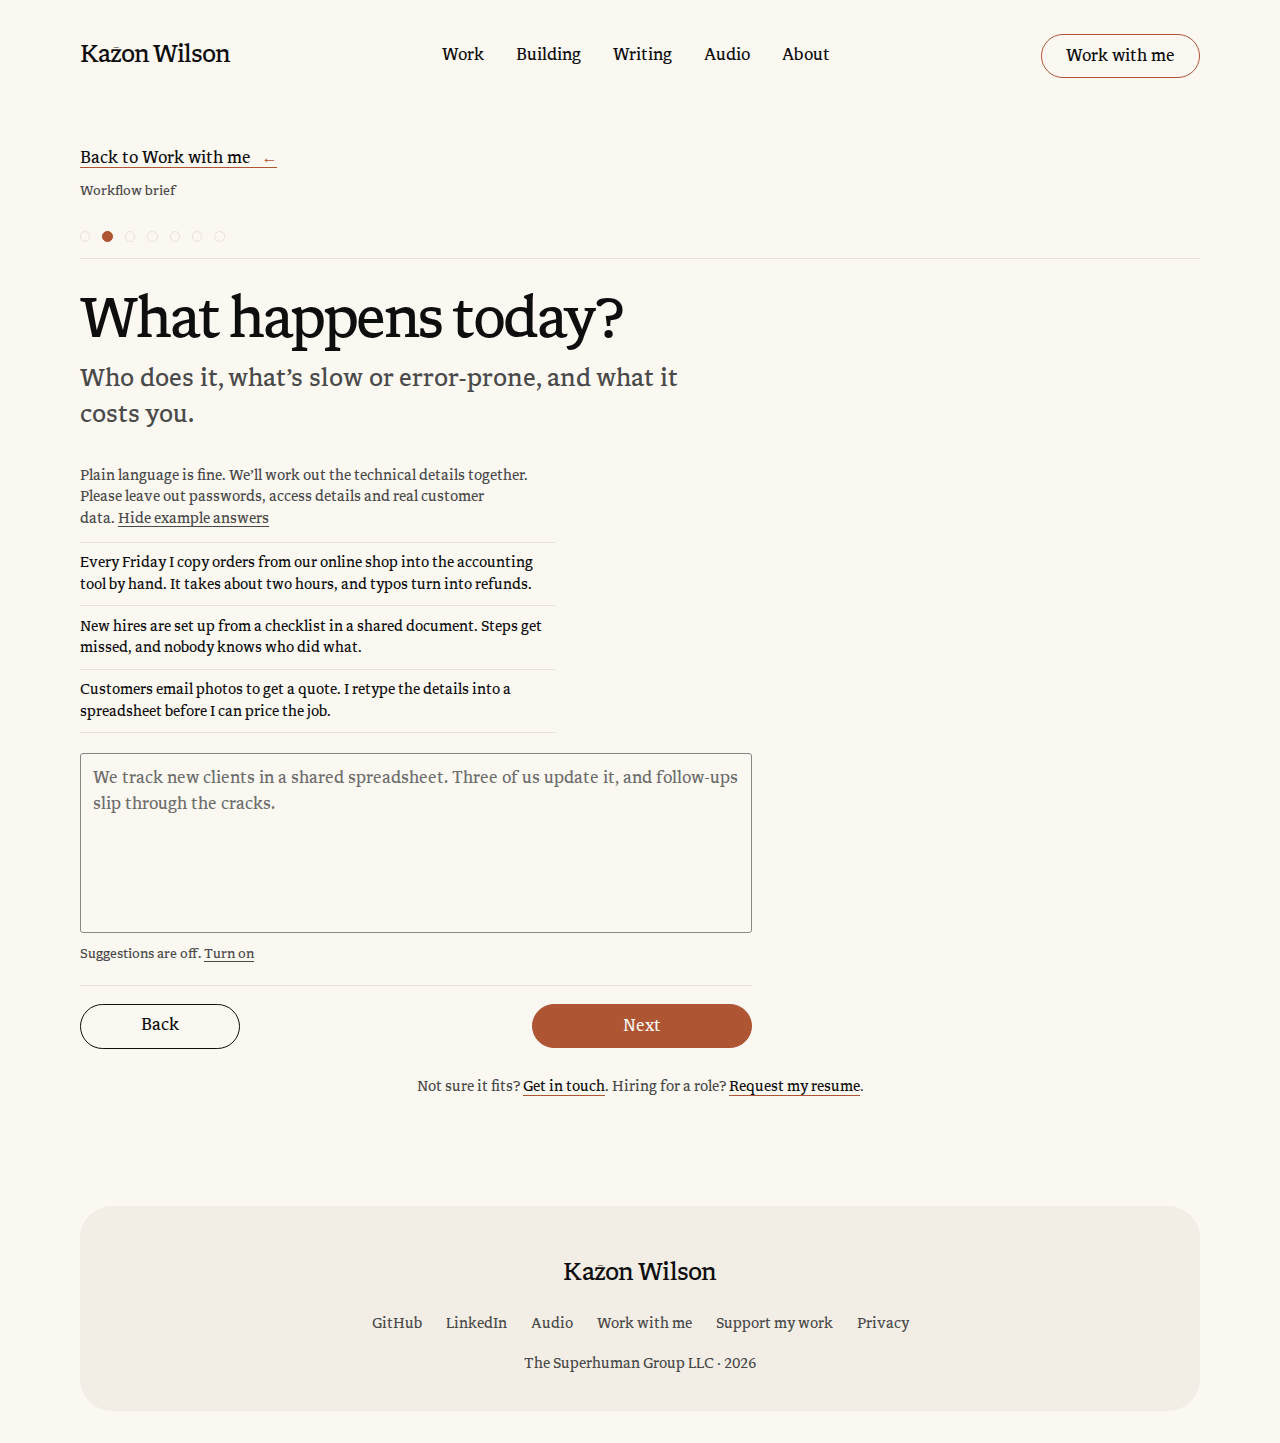 Kazon Wilson
Work Building Writing Audio About
Work with me
Back to Work with me ←
Workflow brief
What happens today?
Who does it, what’s slow or error-prone, and what it
costs you.
Plain language is fine. We’ll work out the technical details together.
Please leave out passwords, access details and real customer
data. Hide example answers
Every Friday I copy orders from our online shop into the accounting
tool by hand. It takes about two hours, and typos turn into refunds.
New hires are set up from a checklist in a shared document. Steps get
missed, and nobody knows who did what.
Customers email photos to get a quote. I retype the details into a
spreadsheet before I can price the job.
We track new clients in a shared spreadsheet. Three of us update it, and follow-ups
slip through the cracks.
Suggestions are off. Turn on
Back
Next
Not sure it fits? Get in touch. Hiring for a role? Request my resume.
Kazon Wilson
GitHub LinkedIn Audio Work with me Support my work Privacy
The Superhuman Group LLC · 2026